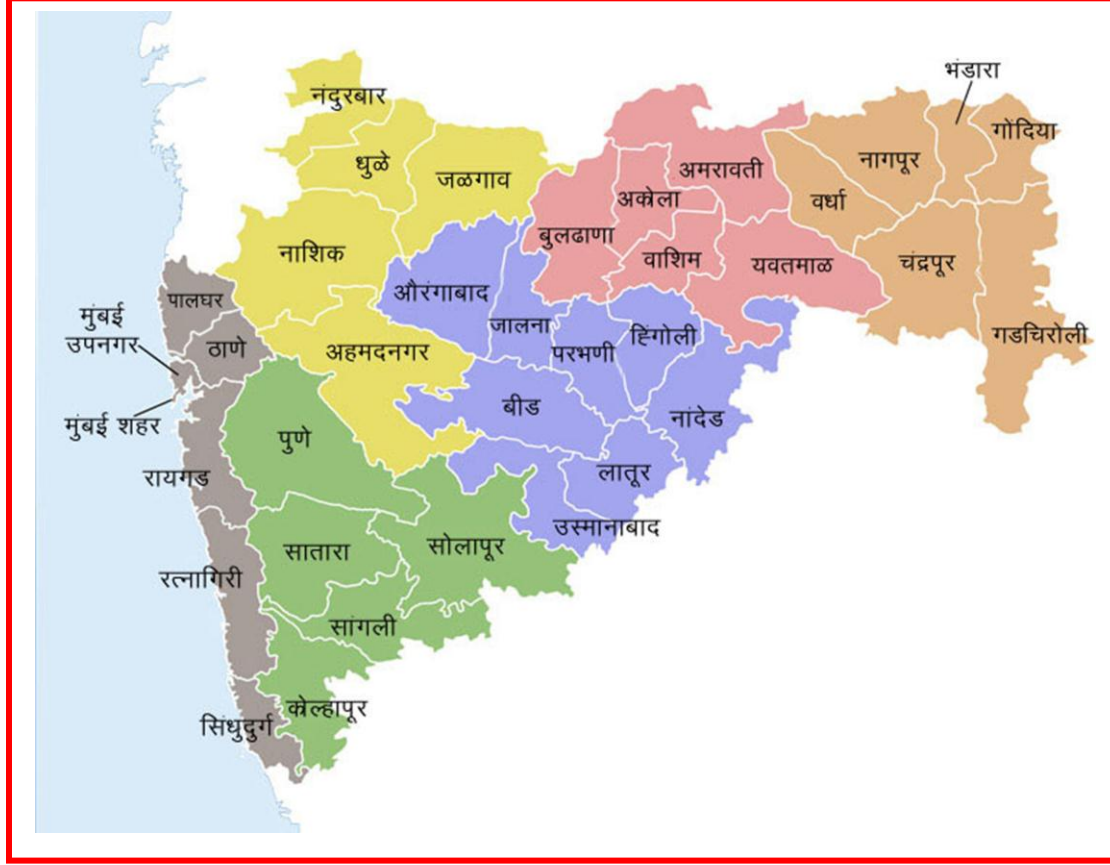 भंडारा
नंदुरबार
गोंदिया
धुळे
जळगाव
अमरावती
नागपूर
अकोला
वर्धा
बुलढाणा
नाशिक
वाशिम
यवतमाळ
चंद्रपूर
औरंगाबाद
पालघर
जालना
मुंबई
उपनगर
ठाणे
अहमदनगर
परभणी
हिंगोली
गडचिरोली
बीड
नांदेड
मुंबई शहर
पुणे
रायगड
लातूर
उस्मानाबाद
सातारा
सोलापूर
रत्नागिरी
सांगली
कोल्हापूर
सिंधुदुर्ग